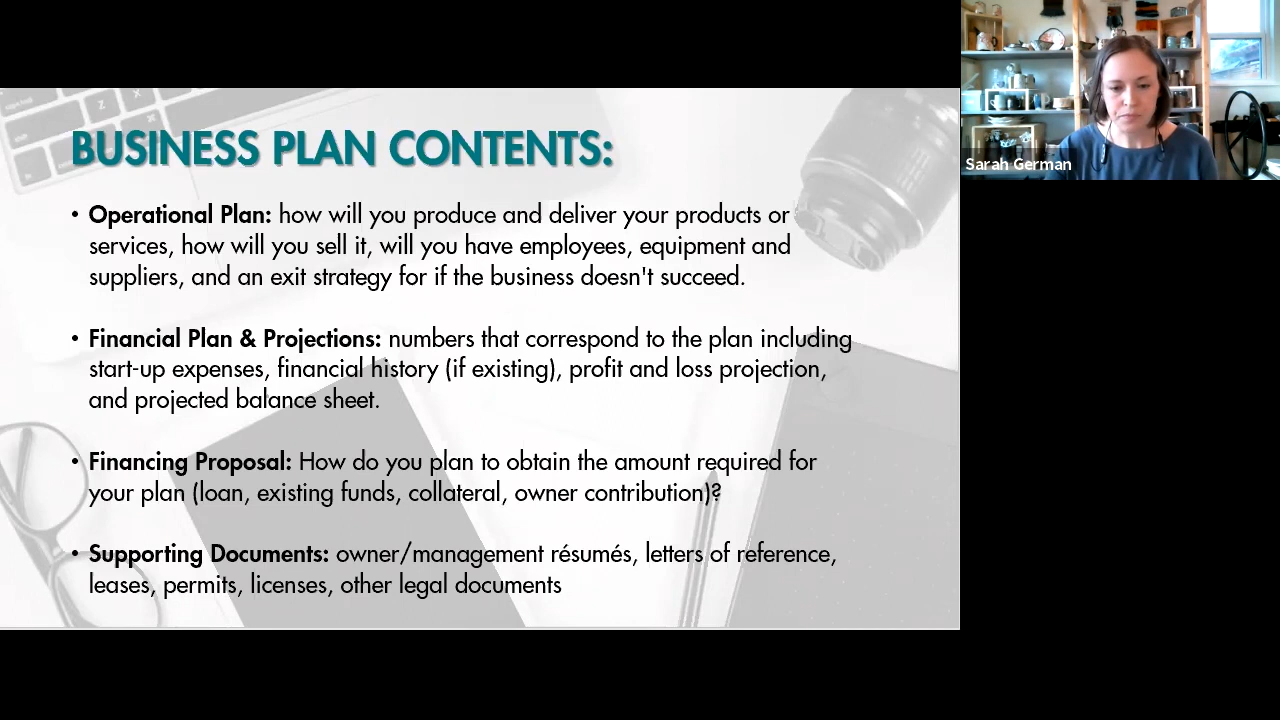 BUSINESS PLAN CONTENTS:
• Operational Plan: how will you produce and deliver your products or
services, how will you sell it, will you have employees, equipment and
suppliers, and an exit strategy for if the business doesn't succeed.
• Financial Plan & Projections: numbers that correspond to the plan including
start-up expenses, financial history (if existing), profit and loss projection,
and projected balance sheet.
• Financing Proposal: How do you plan to obtain the amount required for
your plan (loan, existing funds, collateral, owner contribution)?
• Supporting Documents: owner/management résumés, letters of reference,
leases, permits, licenses, other legal documents
Sarah German